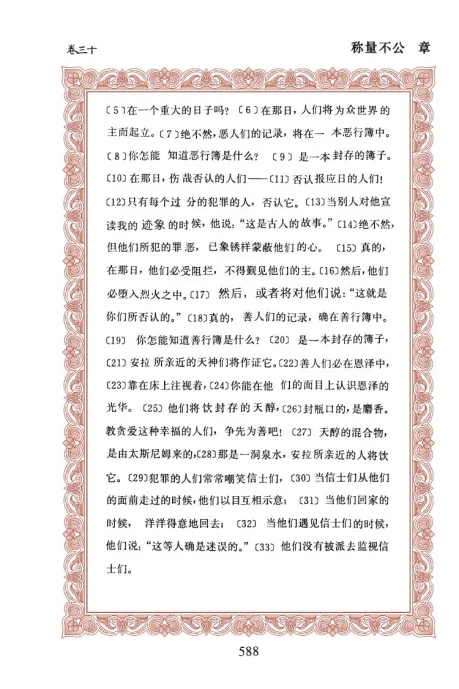 卷三十
称量不公 章
〔5〕在一个重大的日子吗？〔6〕在那日，人们将为众世界的
主而起立。〔7〕绝不然，恶人们的记录，将在一 本恶行簿中。
〔8〕你怎能 知道恶行簿是什么？〔9〕是一本封存的簿子。
〔10〕在那日，伤哉否认的人们——〔11〕否认报应日的人们！
〔12〕只有每个过 分的犯罪的人，否认它。〔13〕当别人对他宣
读我的 迹象 的时候，他说：“这是古人的故事。”〔14〕绝不然，
但他们所犯的罪恶，已象锈样蒙蔽他们的心。〔15〕真的，
在那日，他们必受阻拦，不得觐见他们的主。〔16〕然后，他们
必堕入烈火之中。〔17〕 然后，或者将对他们说：“这就是
你们所否认的。”〔18〕真的，善人们的记录，确在善行簿中。
〔19〕 你怎能知道善行簿是什么？〔20〕 是一本封存的簿子，
〔21〕安拉 所亲近的天神们将作证它。〔22〕善人们必在恩泽中，
〔23〕靠在床上注视着，〔24〕你能在他 们的面目上认识恩泽的
光华。〔25〕 他们将饮封存的天醇，〔26〕封瓶口的，是麝香。
教贪爱这种幸福的人们，争先为善吧！〔27〕 天醇的混合物，
是由太斯尼姆来的，〔28〕那是一洞泉水，安拉所亲近的人将饮
它。〔29〕犯罪的人们常常嘲笑信士们，〔30〕当信士们从他们
的面前走过的时候，他们以目互相示意；〔31〕 当他们回家的
时候， 洋洋得意地回去；〔32〕 当他们遇见信士们的时候，
他们说：“这等人确是迷误的。”〔33〕他们没有被派去监视信
士们。
588